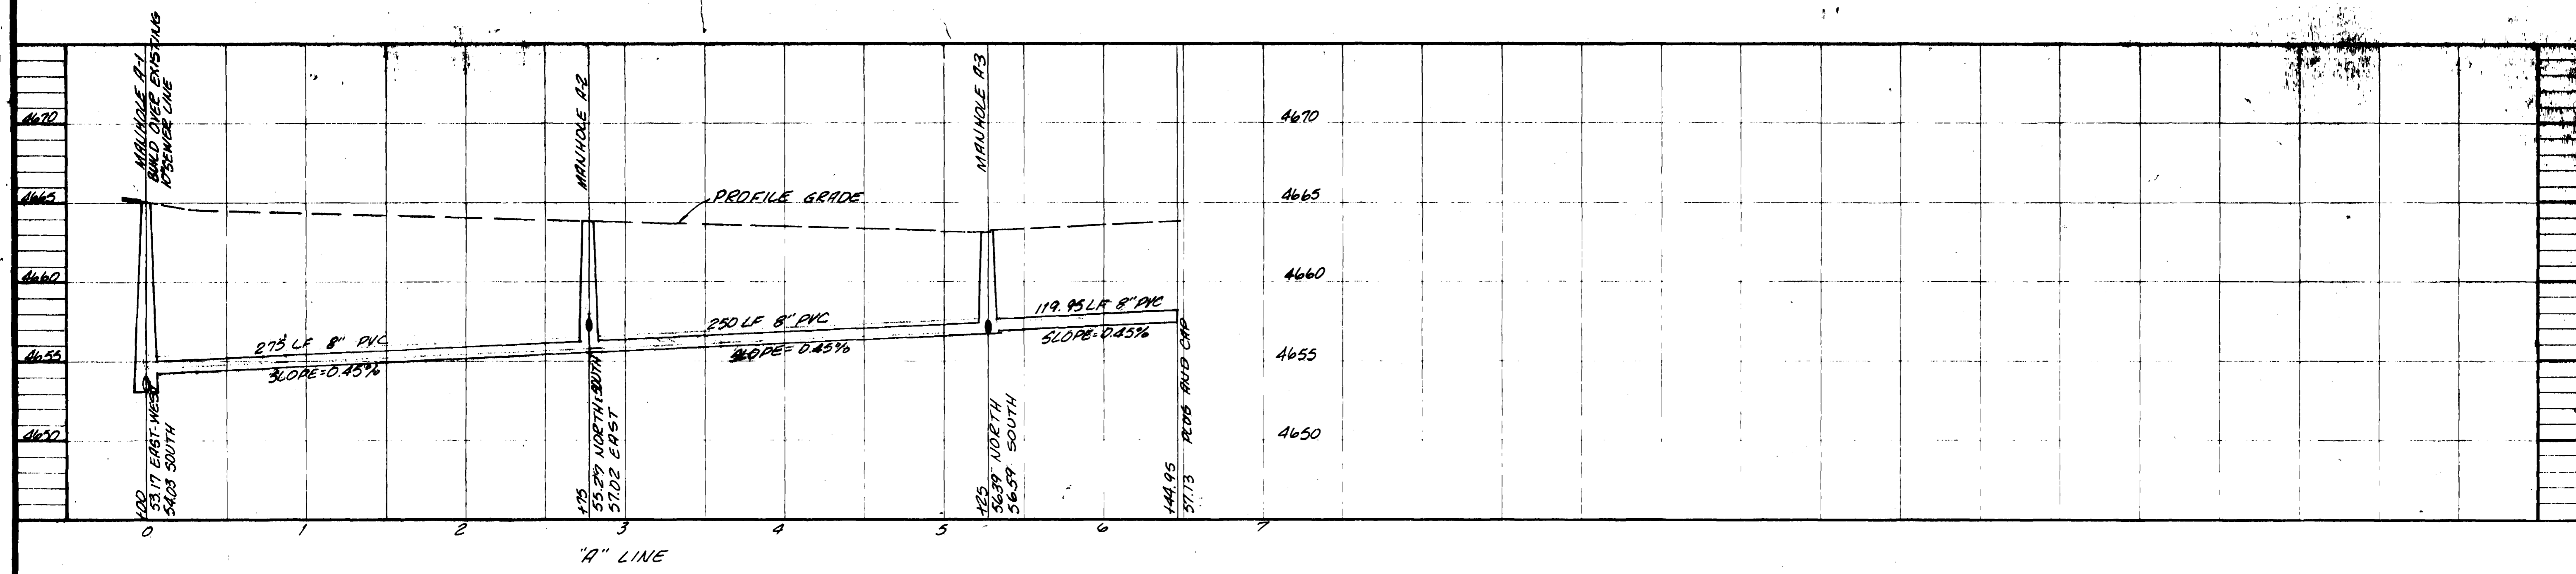 MANHOLE A-1
BUILD OVER EXISTING
10" SEWER LINE
MANHOLE A-2
MANHOLE A-3
4670
4670
4665
4665
PROFILE GRADE
4660
4660
275 LF 8" PVC
SLOPE=0.45%
250 LF 8" PVC
SLOPE=0.45%
119.95 LF 8" PVC
SLOPE=0.45%
4655
4655
4650
4650
+00
53.17 EAST-WEST
54.03 SOUTH
+75
55.27 NORTH & SOUTH
57.02 EAST
+25
56.39 NORTH
56.59 SOUTH
+44.95
57.13 PLUG AND CAP
0 1 2 3 4 5 6 7
"A" LINE